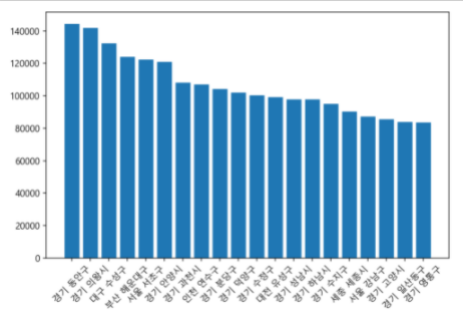 140000
120000
100000
80000
60000
40000
20000
0
경기 동안구
경기 의왕시
대구 수성구
부산 해운대구
서울 서초구
경기 안양시
경기 과천시
인천 연수구
경기 분당구
경기 덕양구
경기 수정구
대전 유성구
경기 성남시
경기 하남시
경기 수지구
세종 세종시
서울 강남구
경기 고양시
경기 일산동구
경기 영통구